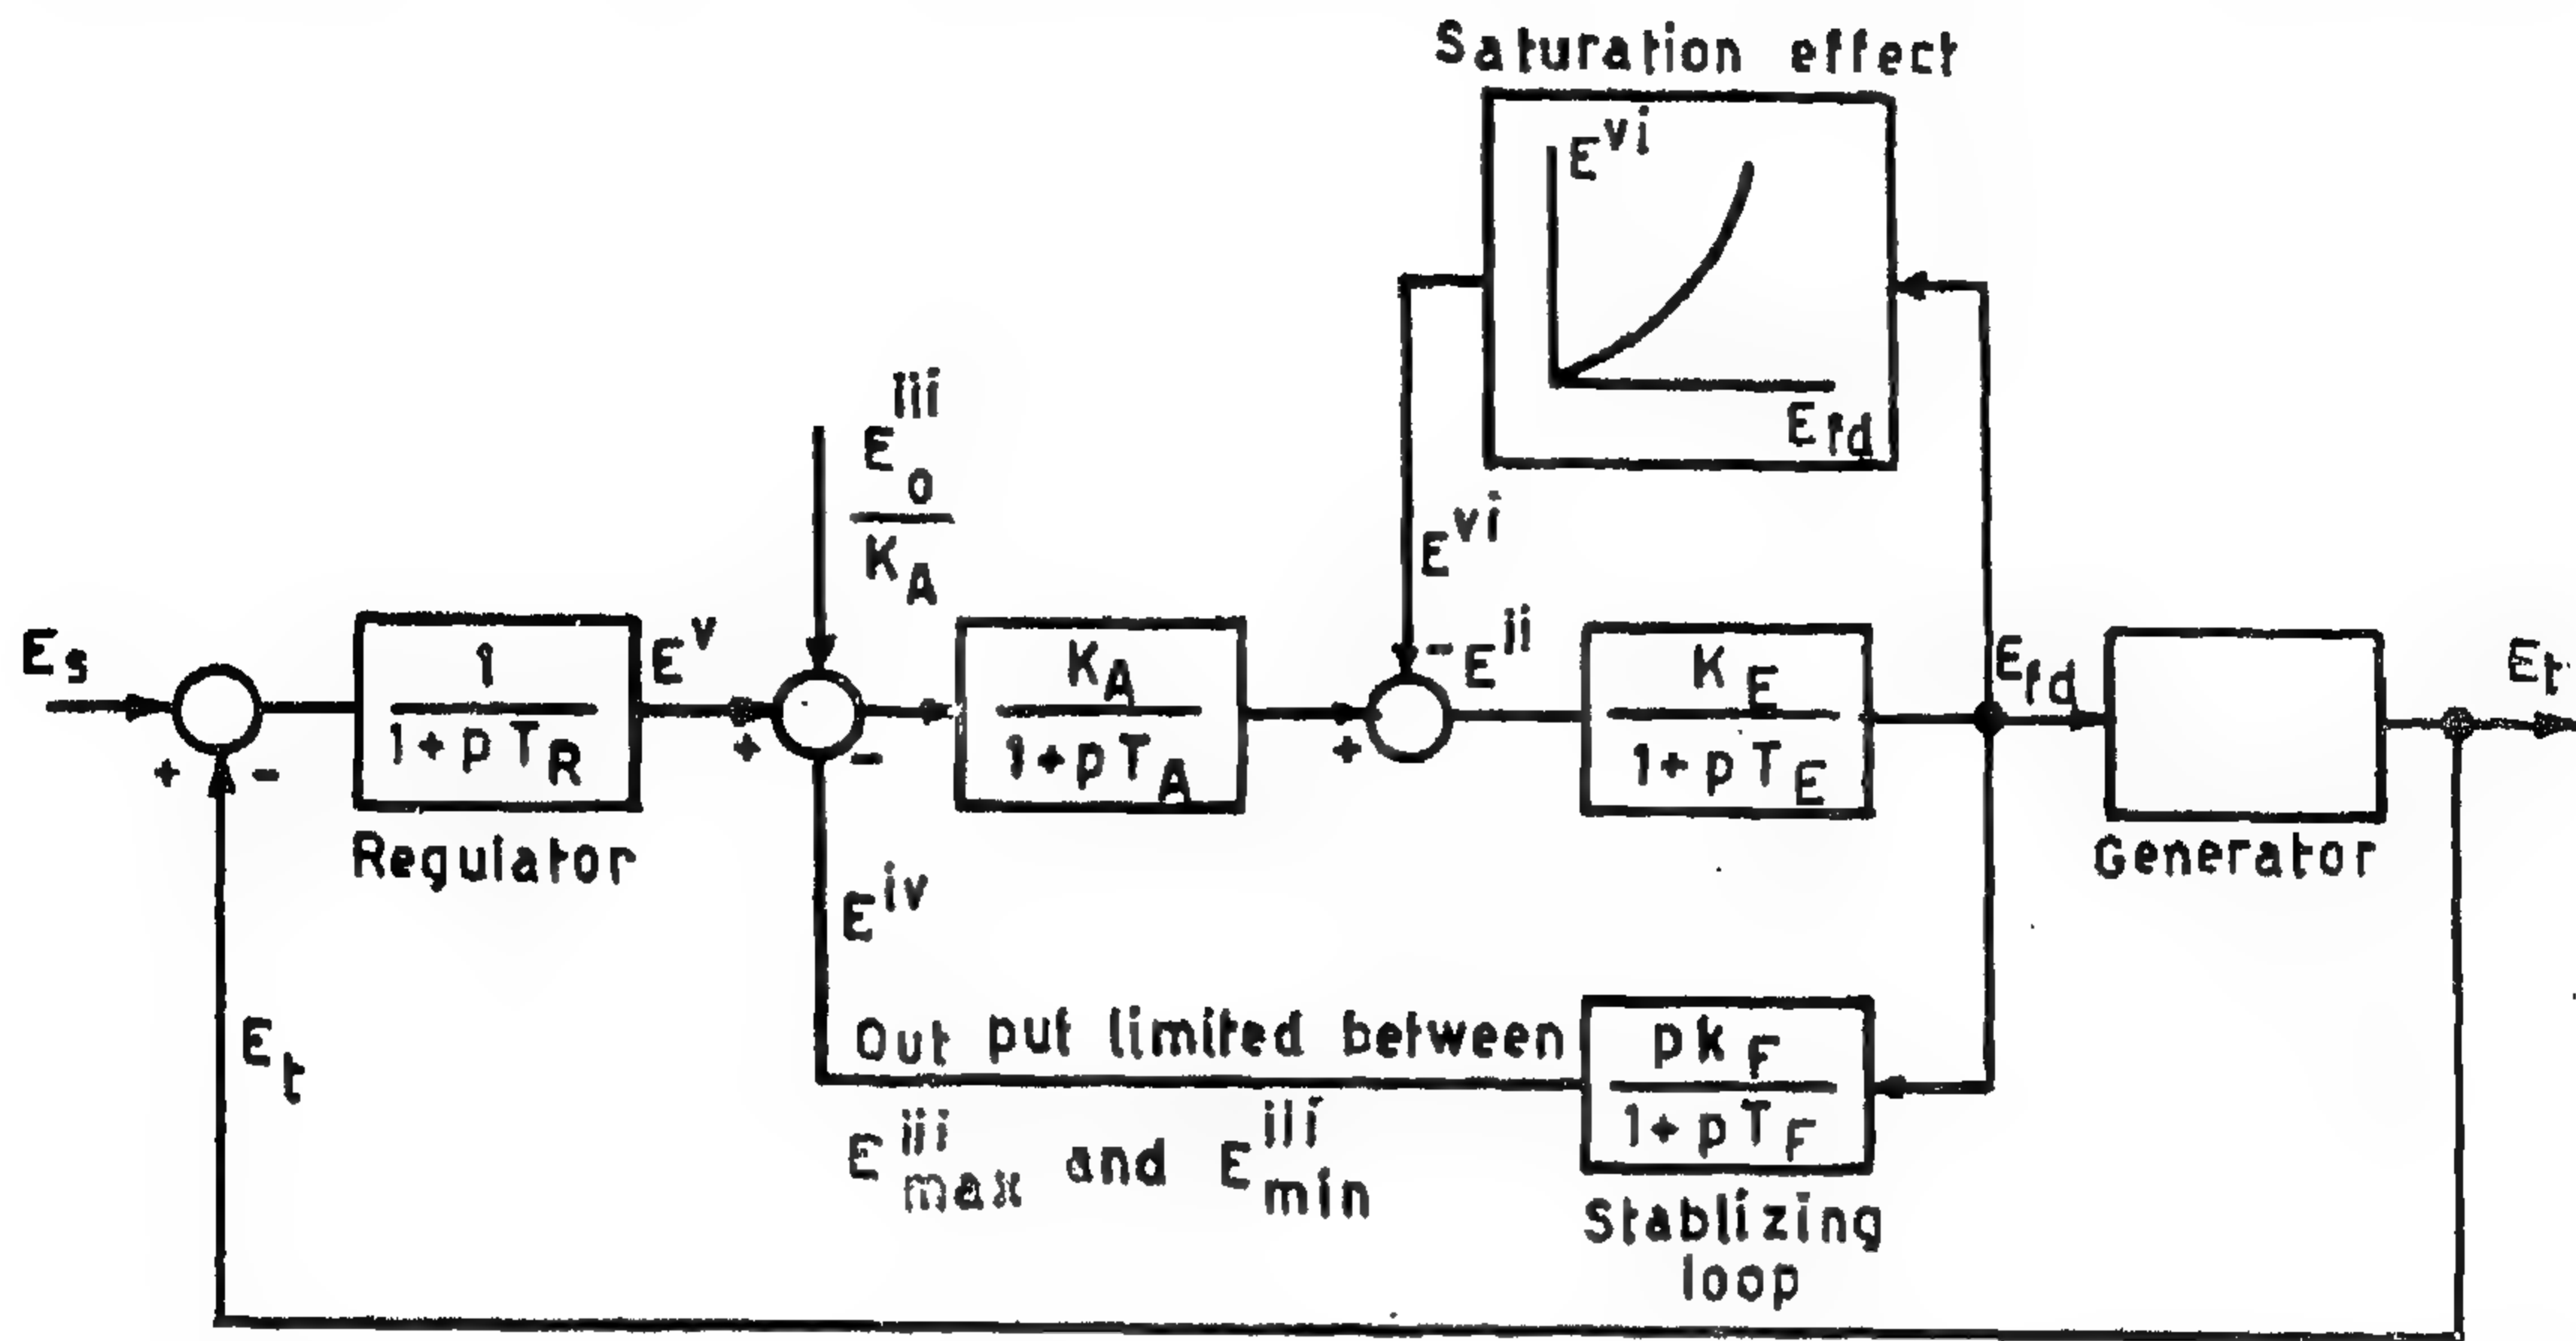 Saturation effect
E^vi
E_fd
E_o^iii
K_A
E^vi
E_s
+
-
1
1+pT_R
Regulator
E^v
+
-
K_A
1+pT_A
+
-
E^ii
K_E
1+pT_E
E_fd
Generator
E_t
E^iv
E_t
Out put limited between
E_max^iii and E_min^iii
pk_F
1+pT_F
Stablizing
loop